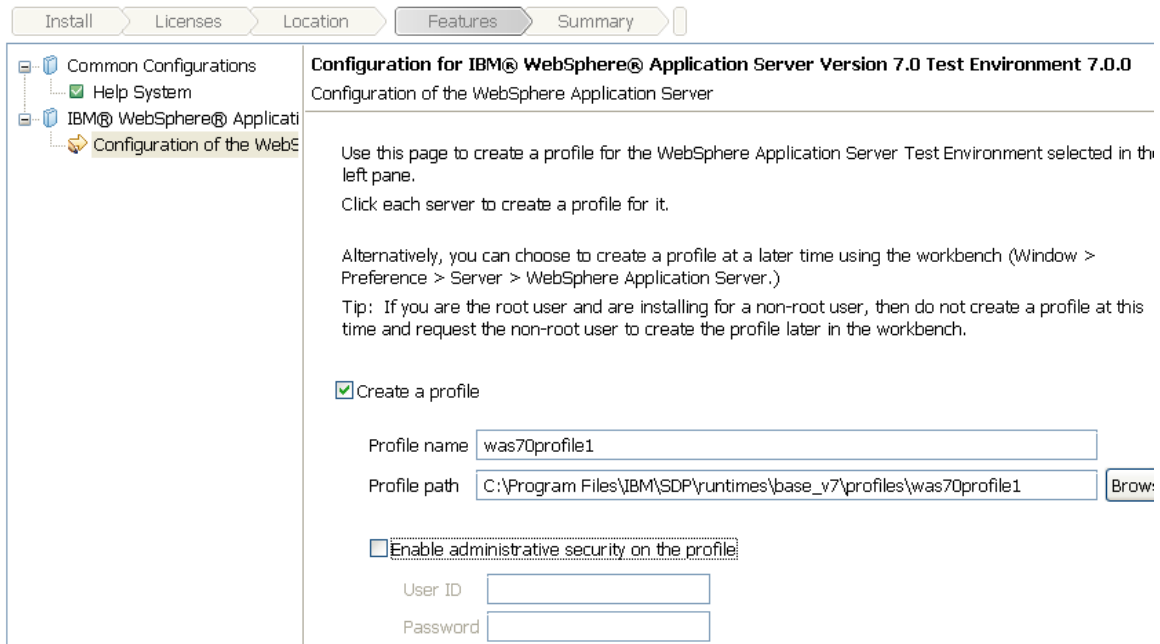 Install Licenses Location Features Summary
Common Configurations
Help System
IBM® WebSphere® Applicati
Configuration of the WebS
Configuration for IBM® WebSphere® Application Server Version 7.0 Test Environment 7.0.0
Configuration of the WebSphere Application Server
Use this page to create a profile for the WebSphere Application Server Test Environment selected in the
left pane.
Click each server to create a profile for it.
Alternatively, you can choose to create a profile at a later time using the workbench (Window >
Preference > Server > WebSphere Application Server.)
Tip: If you are the root user and are installing for a non-root user, then do not create a profile at this
time and request the non-root user to create the profile later in the workbench.
Create a profile
Profile name was70profile1
Profile path C:\Program Files\IBM\SDP\runtimes\base_v7\profiles\was70profile1 Brows
Enable administrative security on the profile
User ID
Password